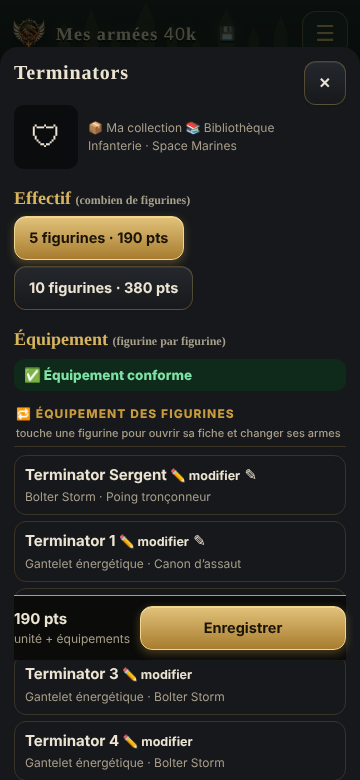 Mes armées 40k 💾 ☰
Terminators ×
📦 Ma collection 📚 Bibliothèque
Infanterie · Space Marines
Effectif (combien de figurines)
5 figurines · 190 pts
10 figurines · 380 pts
Équipement (figurine par figurine)
✅ Équipement conforme
🔁 ÉQUIPEMENT DES FIGURINES
touche une figurine pour ouvrir sa fiche et changer ses armes
Terminator Sergent ✏️ modifier ✎
Bolter Storm · Poing tronçonneur
Terminator 1 ✏️ modifier ✎
Gantelet énergétique · Canon d’assaut
190 pts
unité + équipements
Enregistrer
Terminator 3 ✏️ modifier
Gantelet énergétique · Bolter Storm
Terminator 4 ✏️ modifier
Gantelet énergétique · Bolter Storm